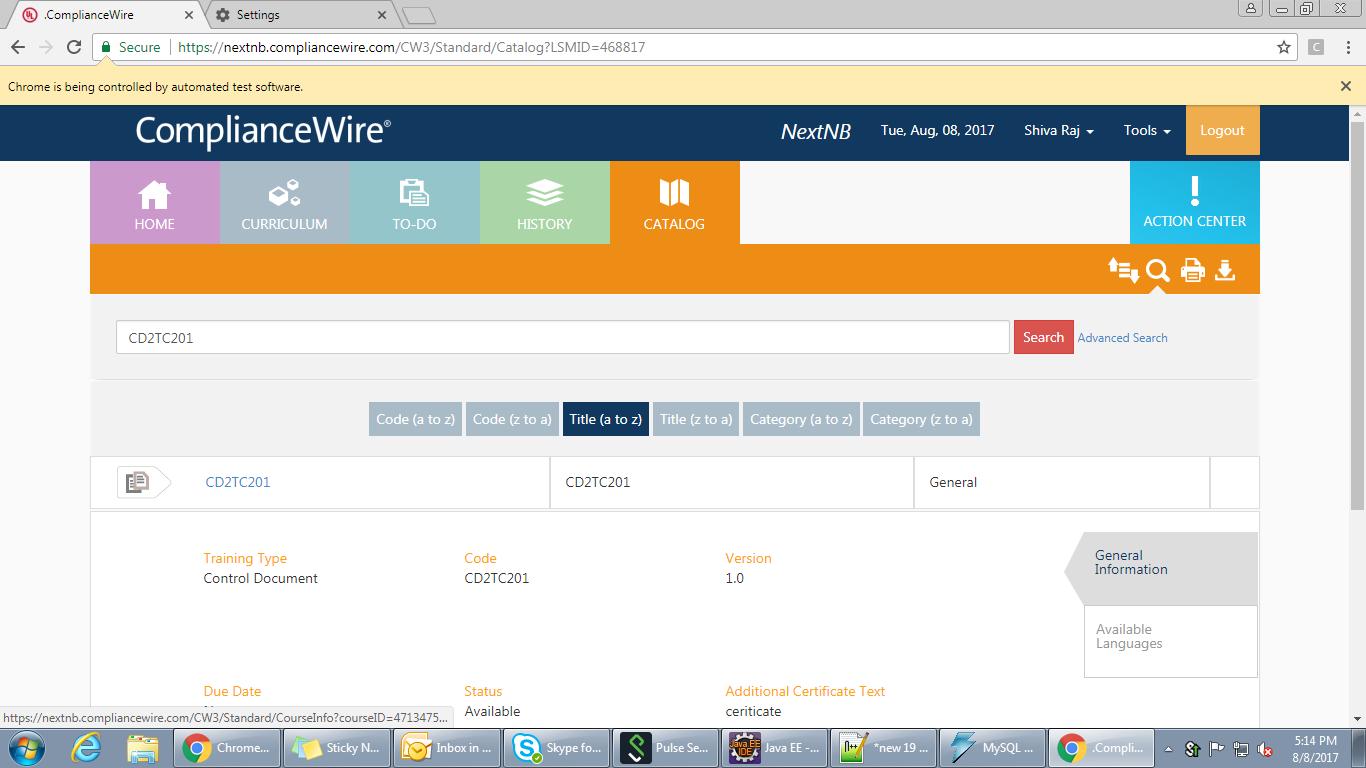 .ComplianceWire
Settings
Secure https://nextnb.compliancewire.com/CW3/Standard/Catalog?LSMID=468817
C
Chrome is being controlled by automated test software.
ComplianceWire®
NextNB
Tue, Aug, 08, 2017
Shiva Raj
Tools
Logout
HOME
CURRICULUM
TO-DO
HISTORY
CATALOG
ACTION CENTER
CD2TC201
Search
Advanced Search
Code (a to z)
Code (z to a)
Title (a to z)
Title (z to a)
Category (a to z)
Category (z to a)
CD2TC201
CD2TC201
General
Training Type
Control Document
Code
CD2TC201
Version
1.0
General
Information
Available
Languages
Due Date
Status
Available
Additional Certificate Text
ceriticate
https://nextnb.compliancewire.com/CW3/Standard/CourseInfo?courseID=4713475...
Chrome...
Sticky N...
Inbox in ...
Skype fo...
Pulse Se...
Java EE -...
*new 19 ...
MySQL ...
.Compli...
5:14 PM
8/8/2017